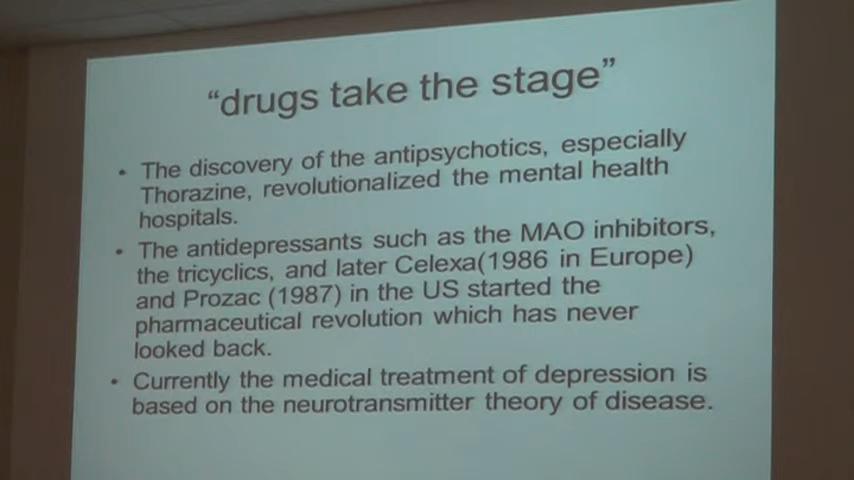 “drugs take the stage”
• The discovery of the antipsychotics, especially
Thorazine, revolutionalized the mental health
hospitals.
• The antidepressants such as the MAO inhibitors,
the tricyclics, and later Celexa(1986 in Europe)
and Prozac (1987) in the US started the
pharmaceutical revolution which has never
looked back.
• Currently the medical treatment of depression is
based on the neurotransmitter theory of disease.